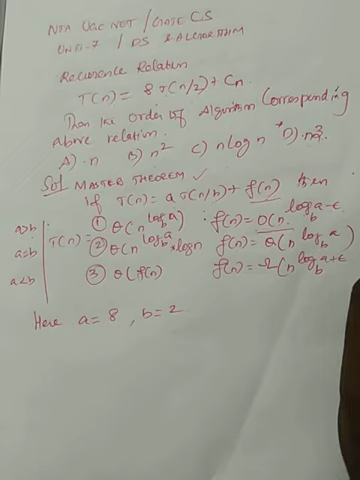 NTA UGC NET / GATE CS
UNIT-7 / DS & ALGORITHM
Recurrence Relation
T(n) = 8T(n/2) + Cn
Then the order of Algorithm Corresponding
above relation.
A) n B) n² C) n log n D) n³
Sol MASTER THEOREM ✓
If T(n) = a T(n/b) + f(n) then
a>b | ① Θ(n^{log_b a}) : f(n) = O(n^{log_b a-ϵ}
a=b | T(n) = ② Θ(n^{log_b a} × log n f(n) = Θ(n^{log_b a})
a<b | ③ Θ(f(n) f(n) = Ω(n^{log_b a+ϵ}
Here a=8, b=2